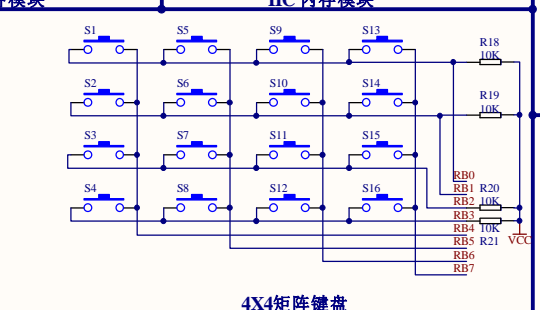 IIC 内存模块
S1 S5 S9 S13
R18
10K
S2 S6 S10 S14
R19
10K
S3 S7 S11 S15
RB0
RB1 R20
S4 S8 S12 S16
RB2 10K
RB3
RB4 10K
RB5 R21 VCC
RB6
RB7
4X4矩阵键盘